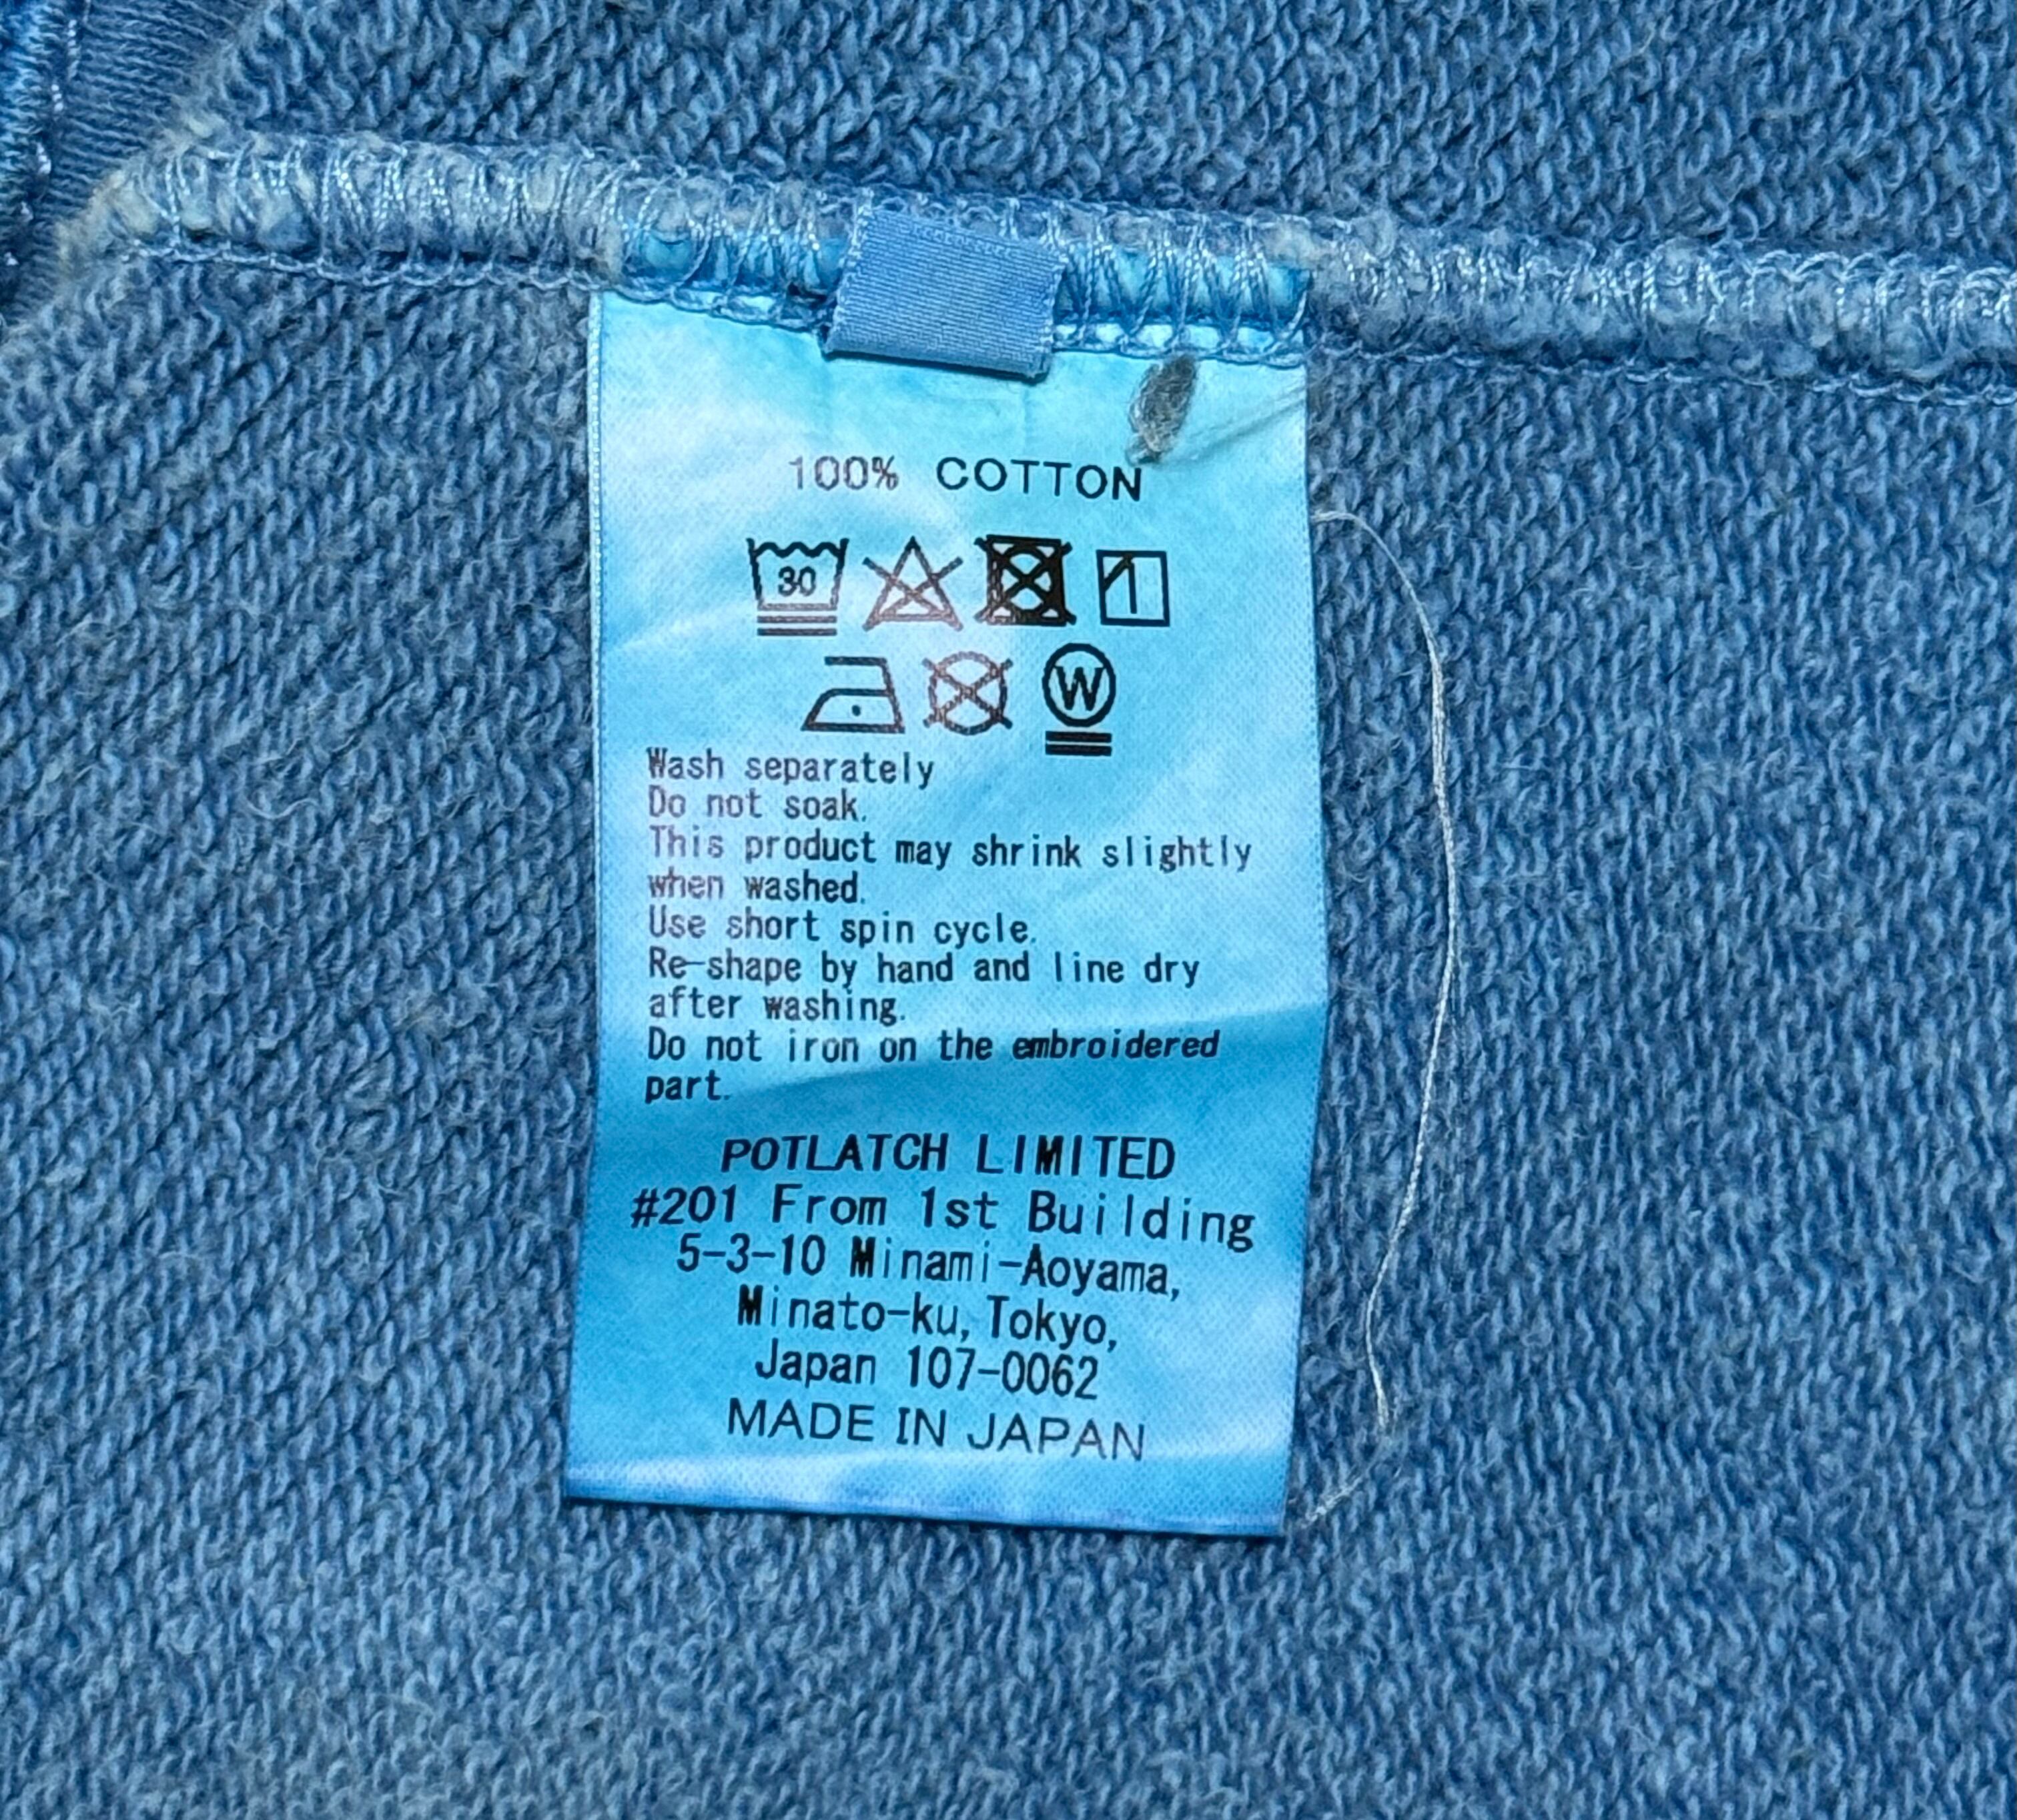 100% COTTON
30
W
Wash separately
Do not soak.
This product may shrink slightly
when washed.
Use short spin cycle.
Re-shape by hand and line dry
after washing.
Do not iron on the embroidered
part.
POTLATCH LIMITED
#201 From 1st Building
5-3-10 Minami-Aoyama,
Minato-ku, Tokyo,
Japan 107-0062
MADE IN JAPAN